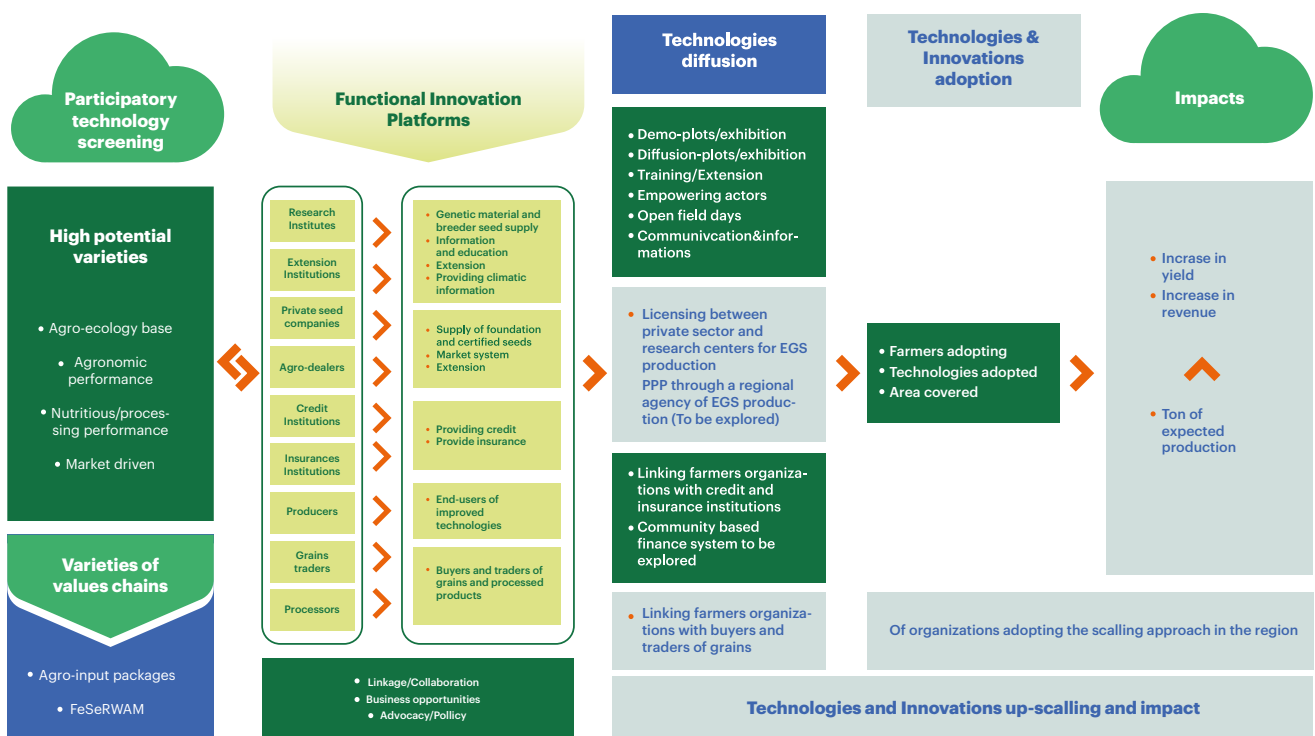 Participatory
technology
screening
High potential
varieties
• Agro-ecology base
• Agronomic
performance
• Nutritious/proces-
sing performance
• Market driven
Varieties of
values chains
• Agro-input packages
• FeSeRWAM
Functional Innovation
Platforms
Research
Institutes
Extension
Institutions
Private seed
companies
Agro-dealers
Credit
Institutions
Insurances
Institutions
Producers
Grains
traders
Processors
• Genetic material and
breeder seed supply
• Information
and education
• Extension
• Providing climatic
information
• Supply of foundation
and certified seeds
• Market system
• Extension
• Providing credit
• Provide insurance
• End-users of
improved
technologies
• Buyers and traders of
grains and processed
products
• Linkage/Collaboration
• Business opportunities
• Advocacy/Policy
Technologies
diffusion
• Demo-plots/exhibition
• Diffusion-plots/exhibition
• Training/Extension
• Empowering actors
• Open field days
• Communivcation&infor-
mations
• Licensing between
private sector and
research centers for EGS
production
PPP through a regional
agency of EGS produc-
tion (To be explored)
• Linking farmers organiza-
tions with credit and
insurance institutions
• Community based
finance system to be
explored
• Linking farmers organiza-
tions with buyers and
traders of grains
Technologies &
Innovations
adoption
• Farmers adopting
• Technologies adopted
• Area covered
Impacts
• Incrase in
yield
• Increase in
revenue
• Ton of
expected
production
Of organizations adopting the scalling approach in the region
Technologies and Innovations up-scalling and impact